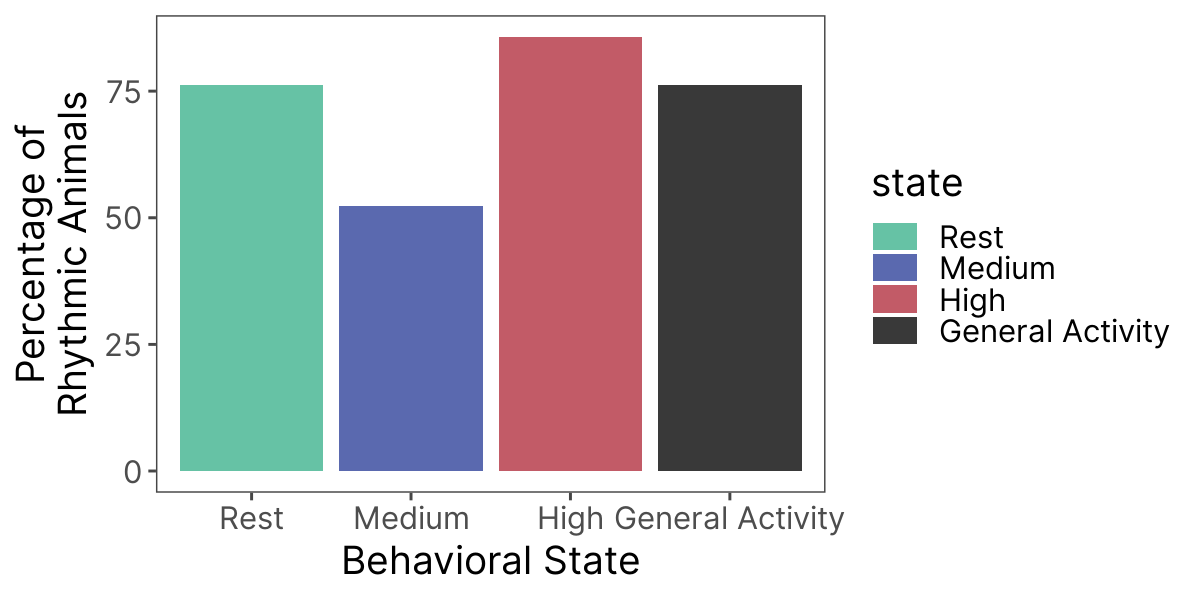 Percentage of
Rhythmic Animals
75
50
25
0
Rest Medium High General Activity
Behavioral State
state
Rest
Medium
High
General Activity